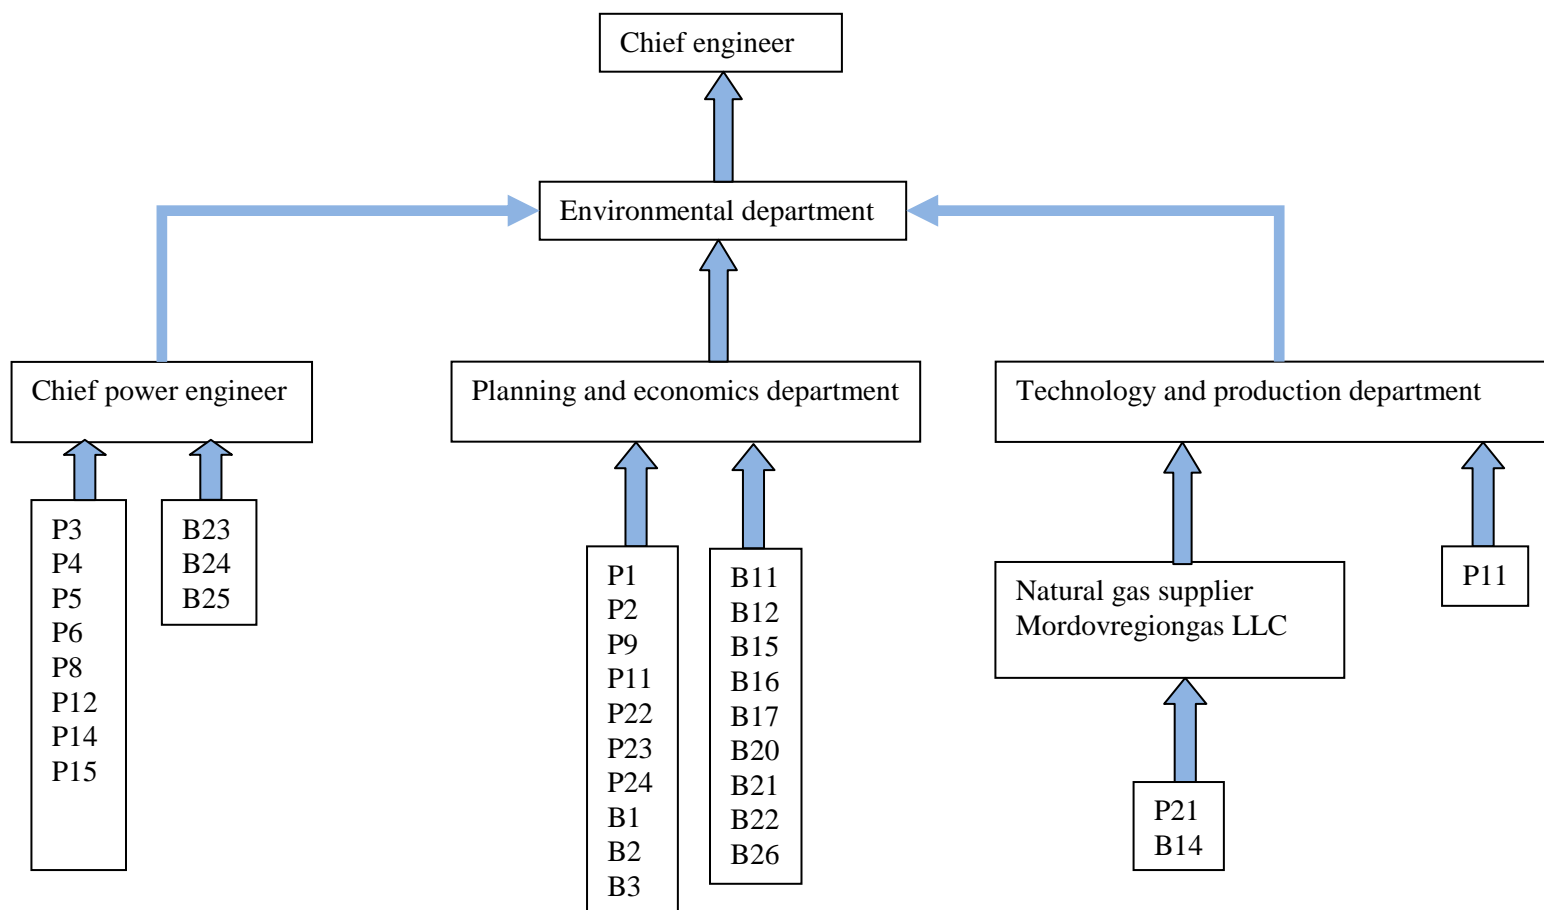 Chief engineer
Environmental department
Chief power engineer
Planning and economics department
Technology and production department
P3
P4
P5
P6
P8
P12
P14
P15
B23
B24
B25
P1
P2
P9
P11
P22
P23
P24
B1
B2
B3
B11
B12
B15
B16
B17
B20
B21
B22
B26
Natural gas supplier
Mordovregiongas LLC
P21
B14
P11